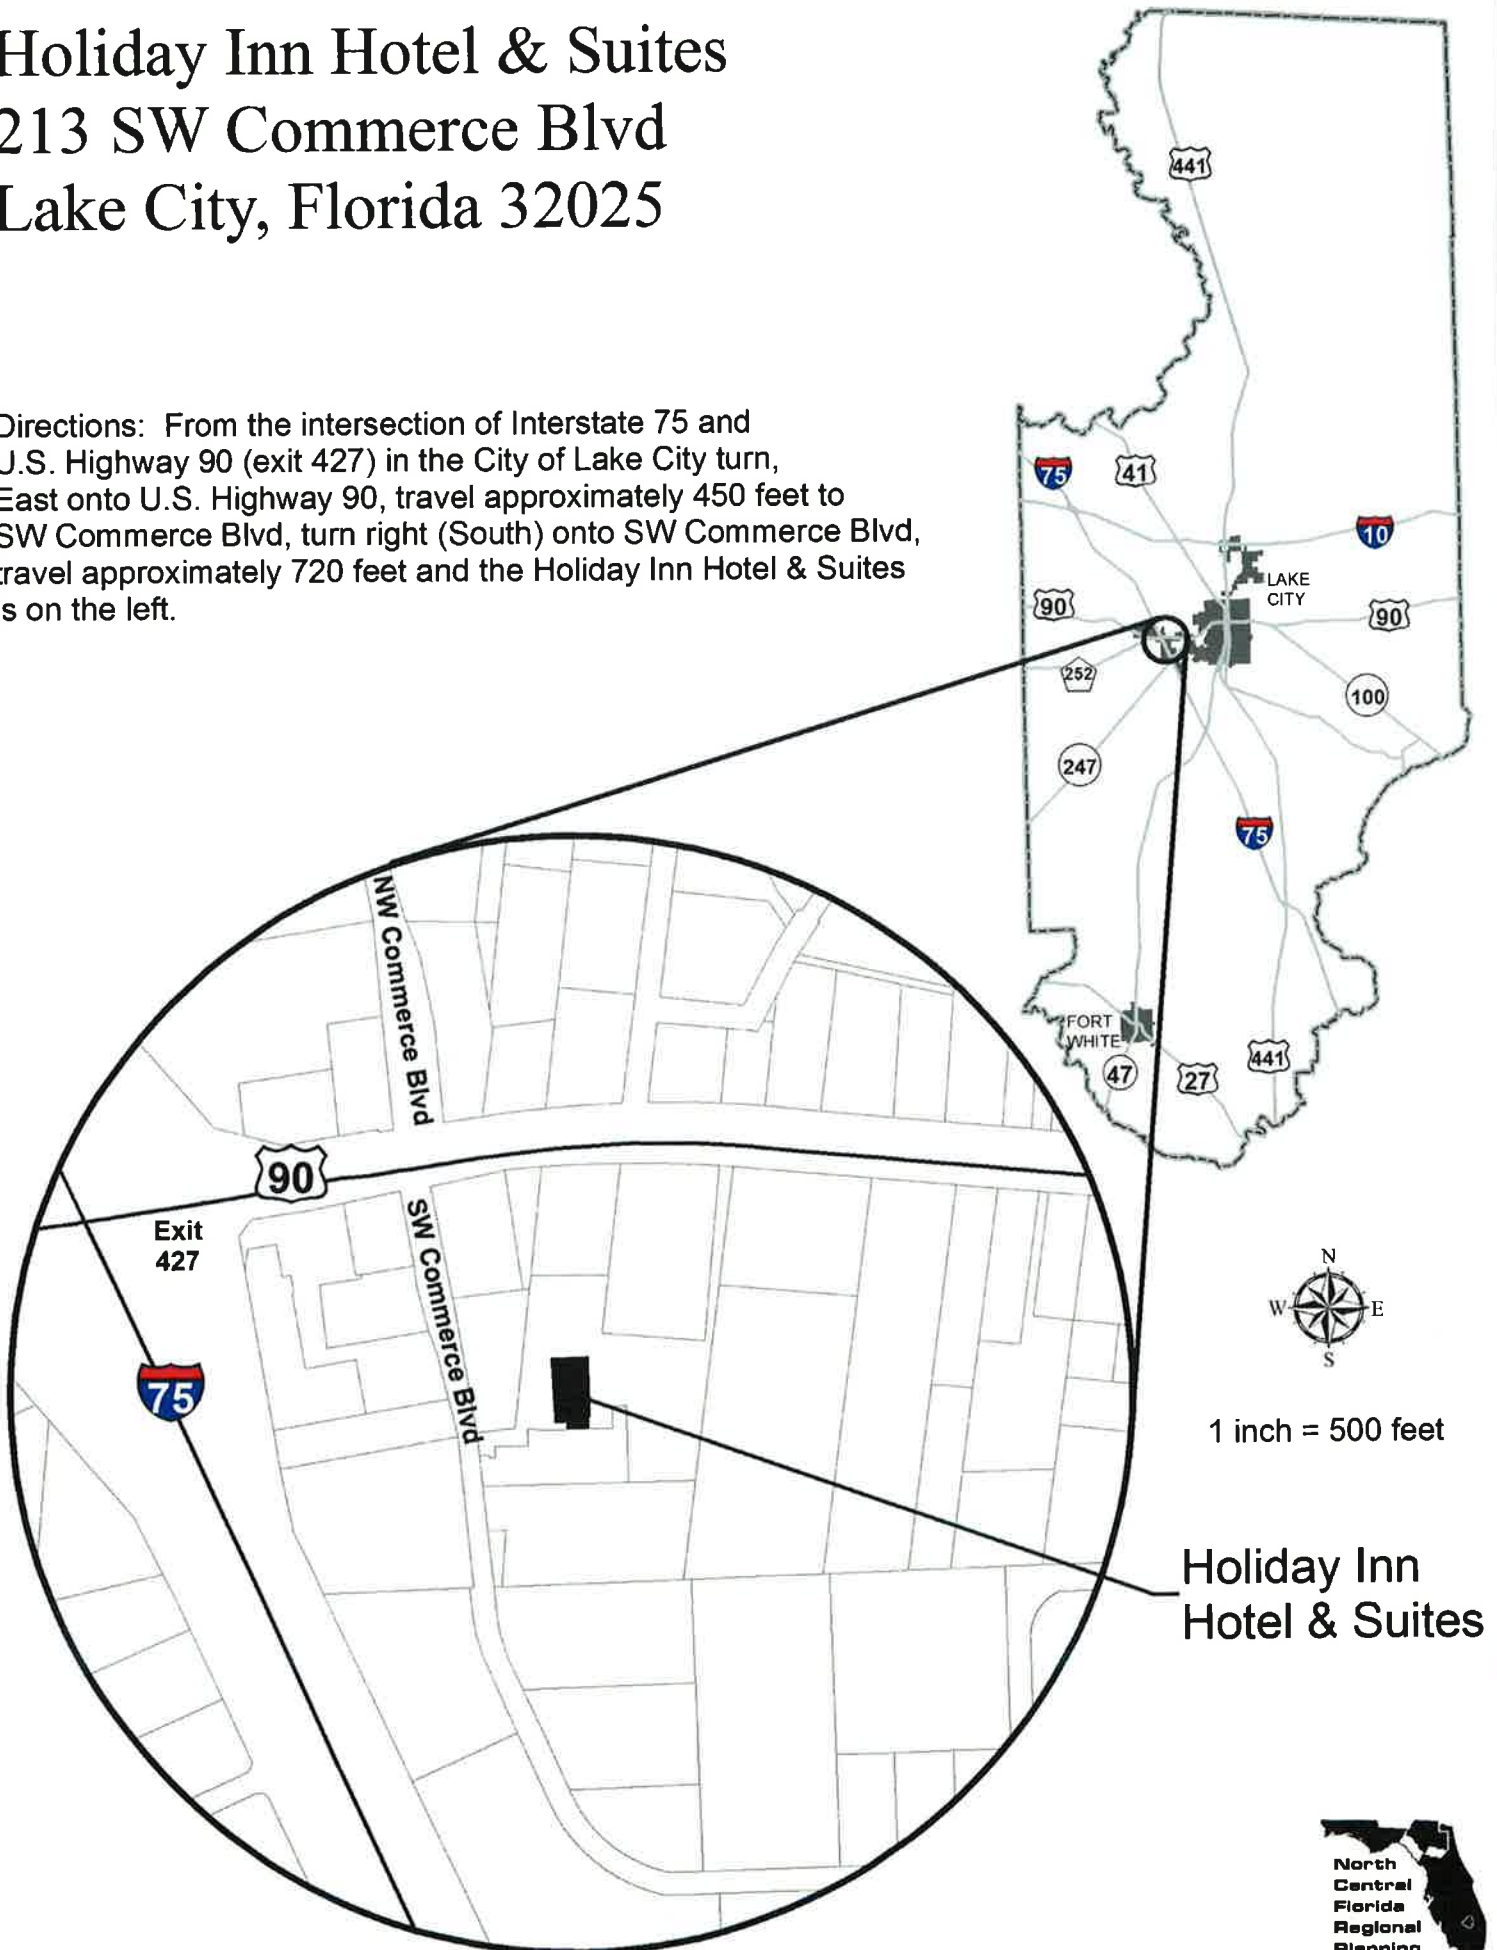 Holiday Inn Hotel & Suites
213 SW Commerce Blvd
Lake City, Florida 32025
Directions:  From the intersection of Interstate 75 and
U.S. Highway 90 (exit 427) in the City of Lake City turn,
East onto U.S. Highway 90, travel approximately 450 feet to
SW Commerce Blvd, turn right (South) onto SW Commerce Blvd,
travel approximately 720 feet and the Holiday Inn Hotel & Suites
is on the left.
441
75
41
10
LAKE
CITY
90
90
252
100
247
75
FORT
WHITE
47
27
441
NW Commerce Blvd
90
Exit
427
SW Commerce Blvd
75
N
W
E
S
1 inch = 500 feet
Holiday Inn
Hotel & Suites
North
Central
Florida
Regional
Planning